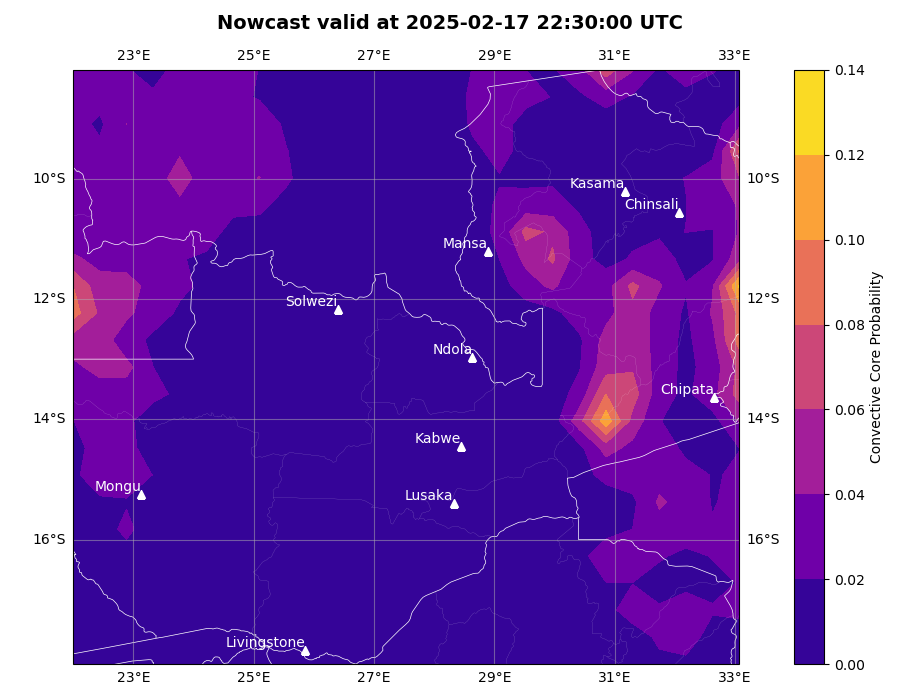 Nowcast valid at 2025-02-17 22:30:00 UTC
23°E 25°E 27°E 29°E 31°E 33°E
0.14
0.12
10°S Kasama 10°S
Chinsali
0.10
Mansa
12°S Solwezi 12°S
0.08
Ndola
Chipata
0.06
14°S 14°S
Kabwe
0.04
Mongu Lusaka
16°S 16°S
0.02
Livingstone
0.00
23°E 25°E 27°E 29°E 31°E 33°E
Convective Core Probability